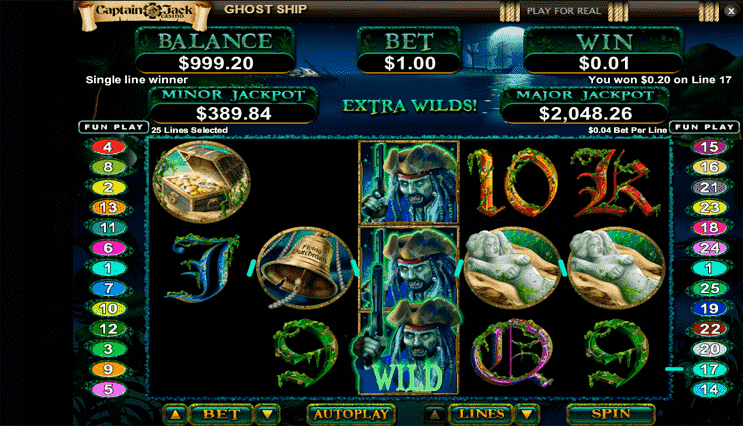 Captain Jack Casino
GHOST SHIP
PLAY FOR REAL
x
BALANCE
$999.20
BET
$1.00
WIN
$0.01
Single line winner
You won $0.20 on Line 17
MINOR JACKPOT
$389.84
EXTRA WILDS!
MAJOR JACKPOT
$2,048.26
FUN PLAY
25 Lines Selected
$0.04 Bet Per Line
FUN PLAY
4
8
2
13
11
6
1
7
10
12
3
9
5
10
K
J
Flying
Dutchman
9
WILD
Q
9
15
16
21
23
18
24
1
25
19
22
20
17
14
BET
AUTOPLAY
LINES
SPIN